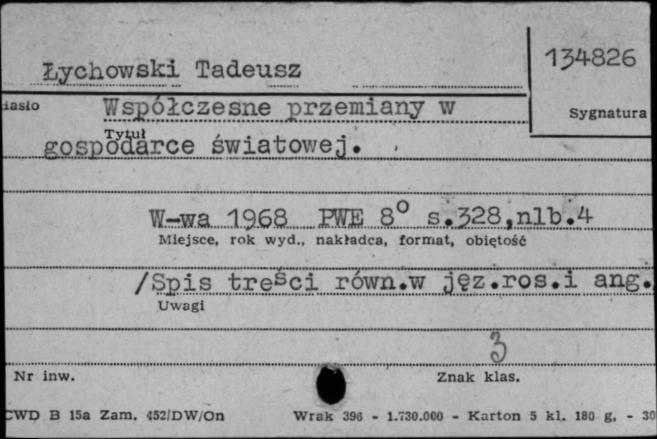 134826
Łychowski Tadeusz
Sygnatura
Współczesne przemiany w
Tytuł
gospodarce światowej.
W-wa 1968 PWE 8° s.328,nlb.4
Miejsce, rok wyd., nakładca, format, objętość
/Spis treści równ.w jęz.ros.i ang.
Uwagi
3
Nr inw.
Znak klas.
CWD B 15a Zam. 452/DW/On Wrak 396 - 1.730.000 - Karton 5 kl. 180 g. - 30